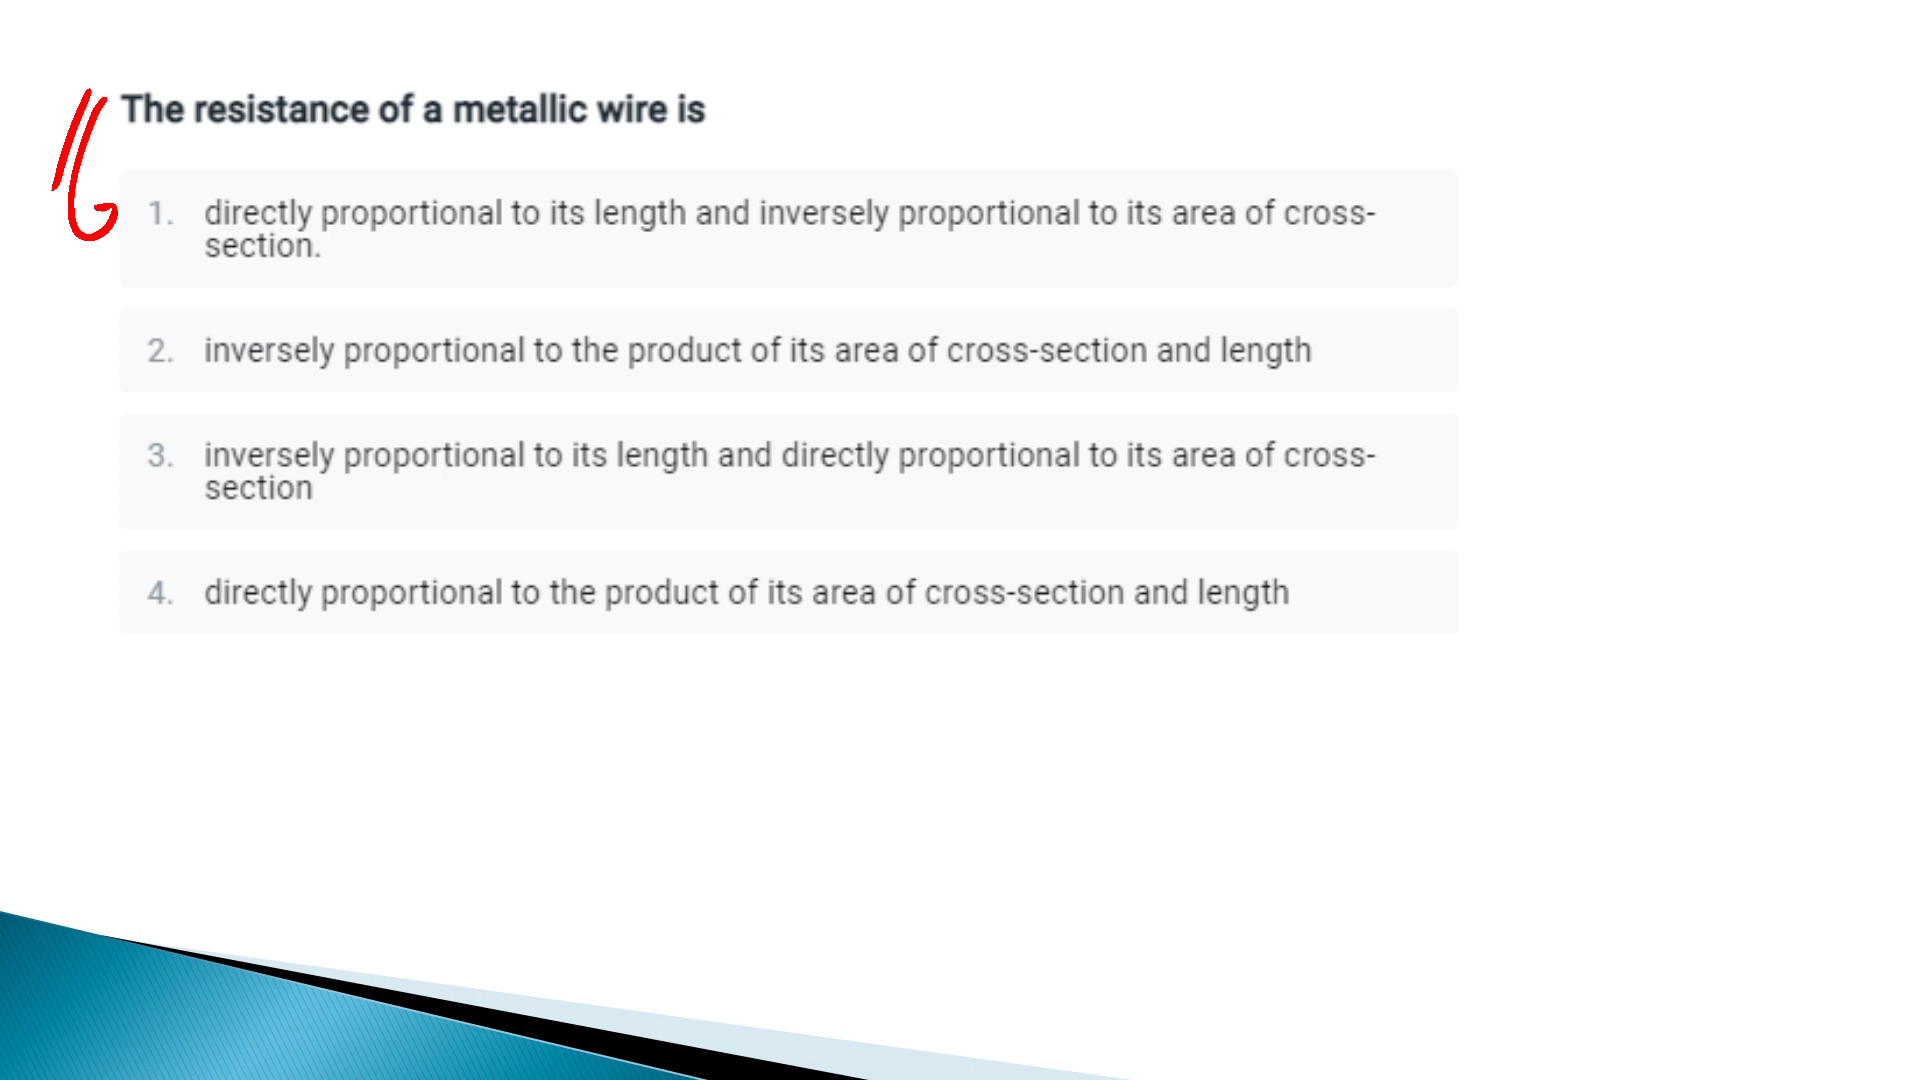 16
The resistance of a metallic wire is
1. directly proportional to its length and inversely proportional to its area of cross-
section.
2. inversely proportional to the product of its area of cross-section and length
3. inversely proportional to its length and directly proportional to its area of cross-
section
4. directly proportional to the product of its area of cross-section and length